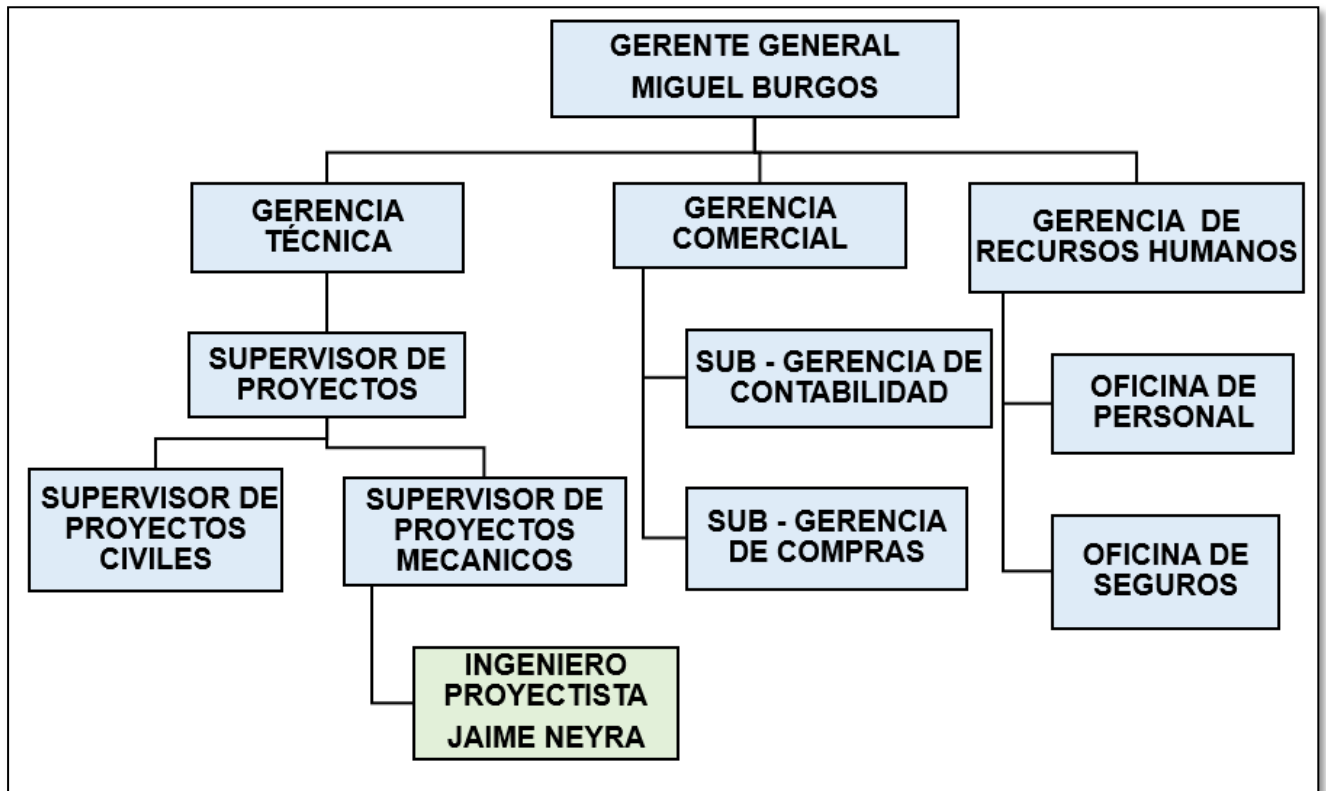 GERENTE GENERAL
MIGUEL BURGOS
GERENCIA
TÉCNICA
GERENCIA
COMERCIAL
GERENCIA DE
RECURSOS HUMANOS
SUPERVISOR DE
PROYECTOS
SUB - GERENCIA DE
CONTABILIDAD
OFICINA DE
PERSONAL
SUPERVISOR DE
PROYECTOS
CIVILES
SUPERVISOR DE
PROYECTOS
MECANICOS
SUB - GERENCIA
DE COMPRAS
OFICINA DE
SEGUROS
INGENIERO
PROYECTISTA
JAIME NEYRA